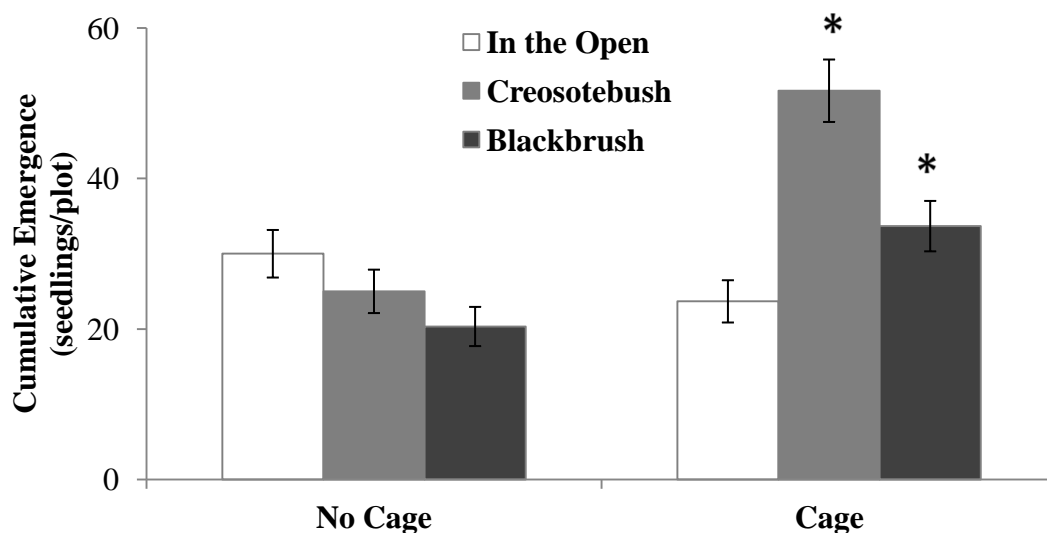 Cumulative Emergence
(seedlings/plot)
60
40
20
0
In the Open
Creosotebush
Blackbrush
*
*
No Cage
Cage